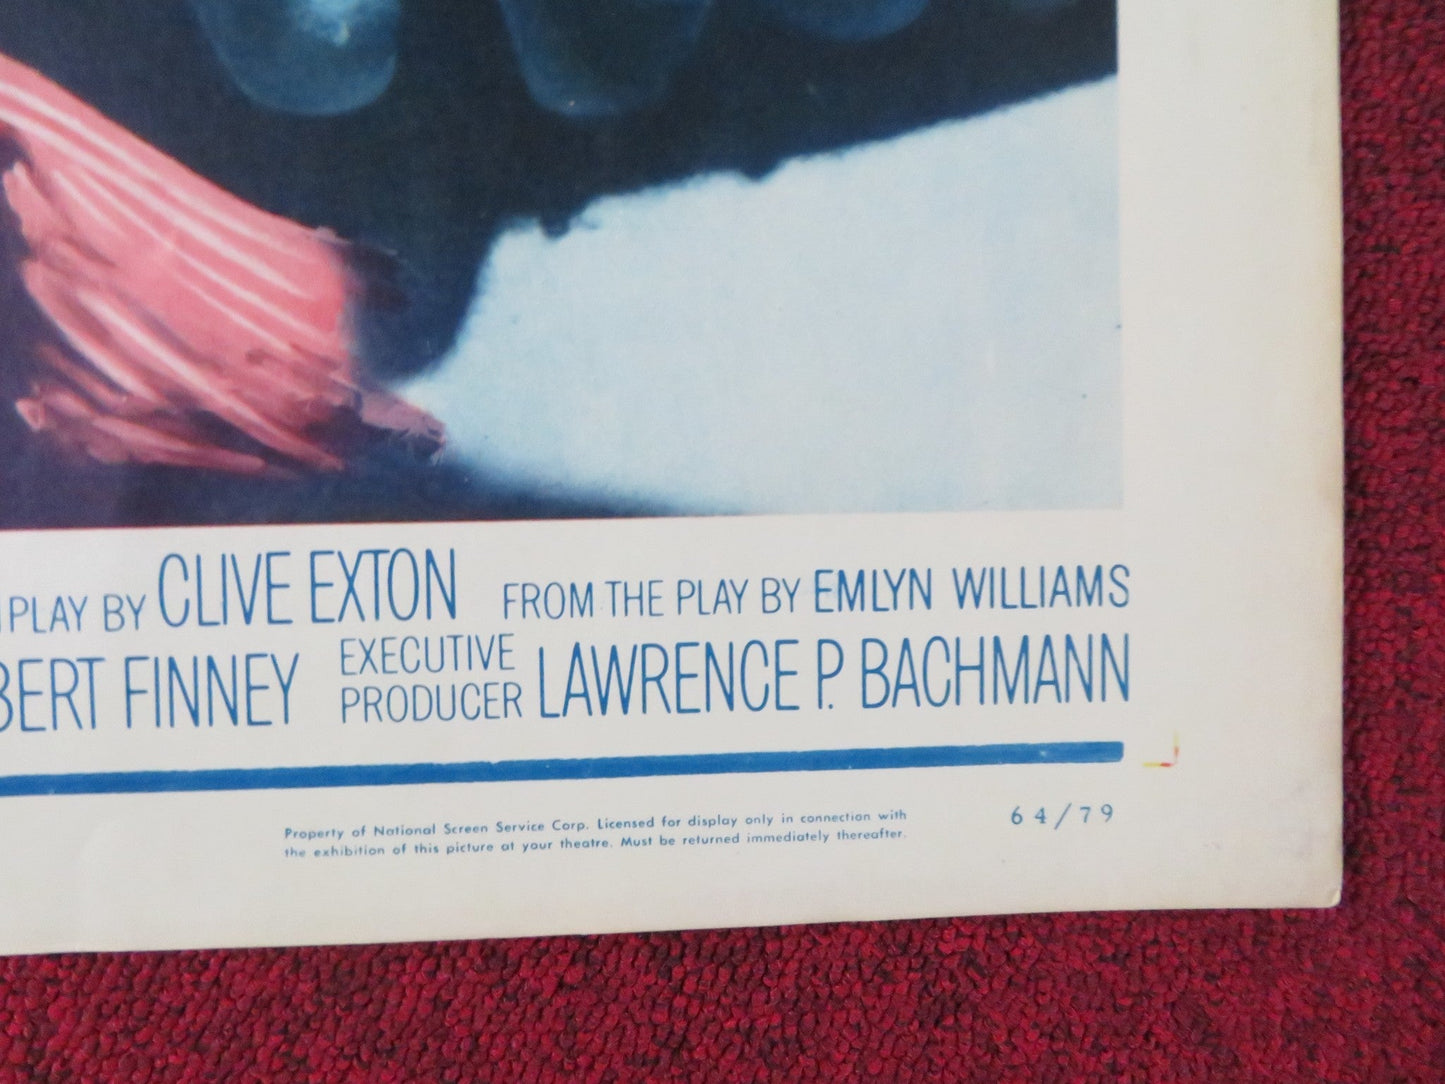 PLAY BY CLIVE EXTON FROM THE PLAY BY EMLYN WILLIAMS
BERT FINNEY EXECUTIVE PRODUCER LAWRENCE P. BACHMANN
Property of National Screen Service Corp. Licensed for display only in connection with
the exhibition of this picture at your theatre. Must be returned immediately thereafter.
64/79